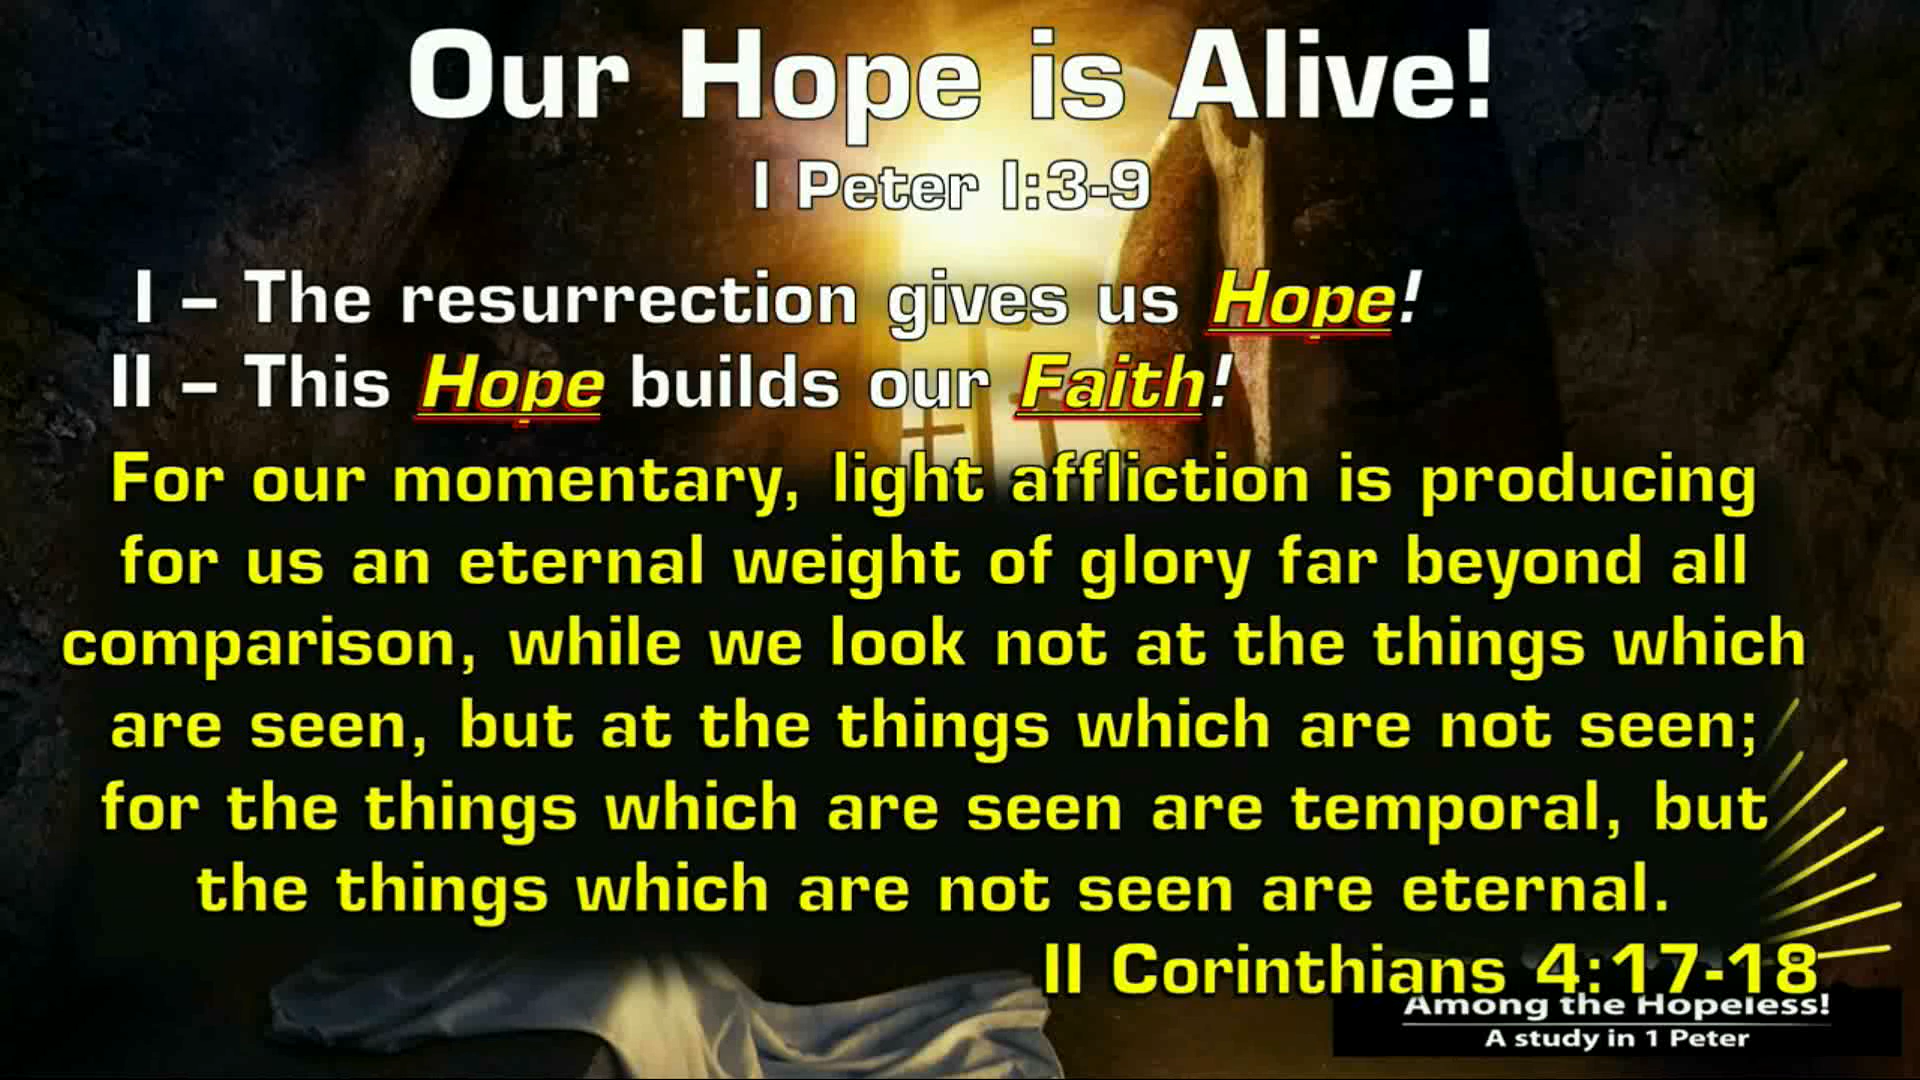 Our Hope is Alive!
I Peter I:3-9
I – The resurrection gives us Hope!
II – This Hope builds our Faith!
For our momentary, light affliction is producing
for us an eternal weight of glory far beyond all
comparison, while we look not at the things which
are seen, but at the things which are not seen;
for the things which are seen are temporal, but
the things which are not seen are eternal.
II Corinthians 4:17-18
Among the Hopeless!
A study in 1 Peter